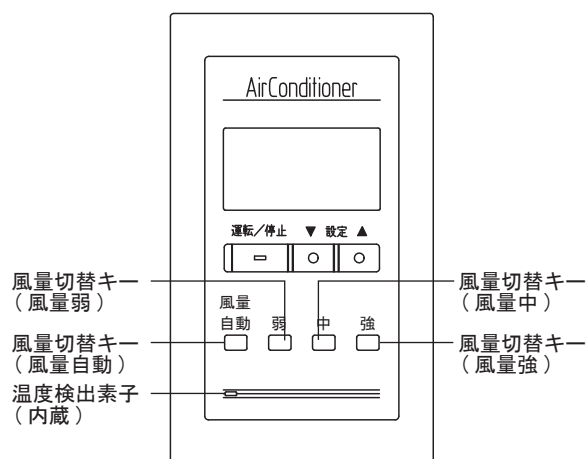 AirConditioner
運転／停止 ▼ 設定 ▲
風量
自動 弱 中 強
風量切替キー
（風量弱）
風量切替キー
（風量自動）
温度検出素子
（内蔵）
風量切替キー
（風量中）
風量切替キー
（風量強）